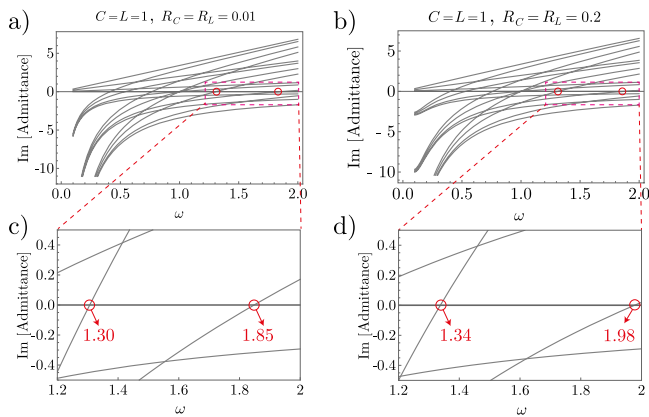 a) C=L=1, R_C=R_L=0.01
Im [Admittance]
5
0
-5
-10
0.0 0.5 1.0 1.5 2.0
ω
b) C=L=1, R_C=R_L=0.2
Im [Admittance]
5
0
-5
-10
0.0 0.5 1.0 1.5 2.0
ω
c)
Im [Admittance]
0.4
0.2
0.0
-0.2
-0.4
1.30 1.85
1.2 1.4 1.6 1.8 2
ω
d)
Im [Admittance]
0.4
0.2
0.0
-0.2
-0.4
1.34 1.98
1.2 1.4 1.6 1.8 2
ω